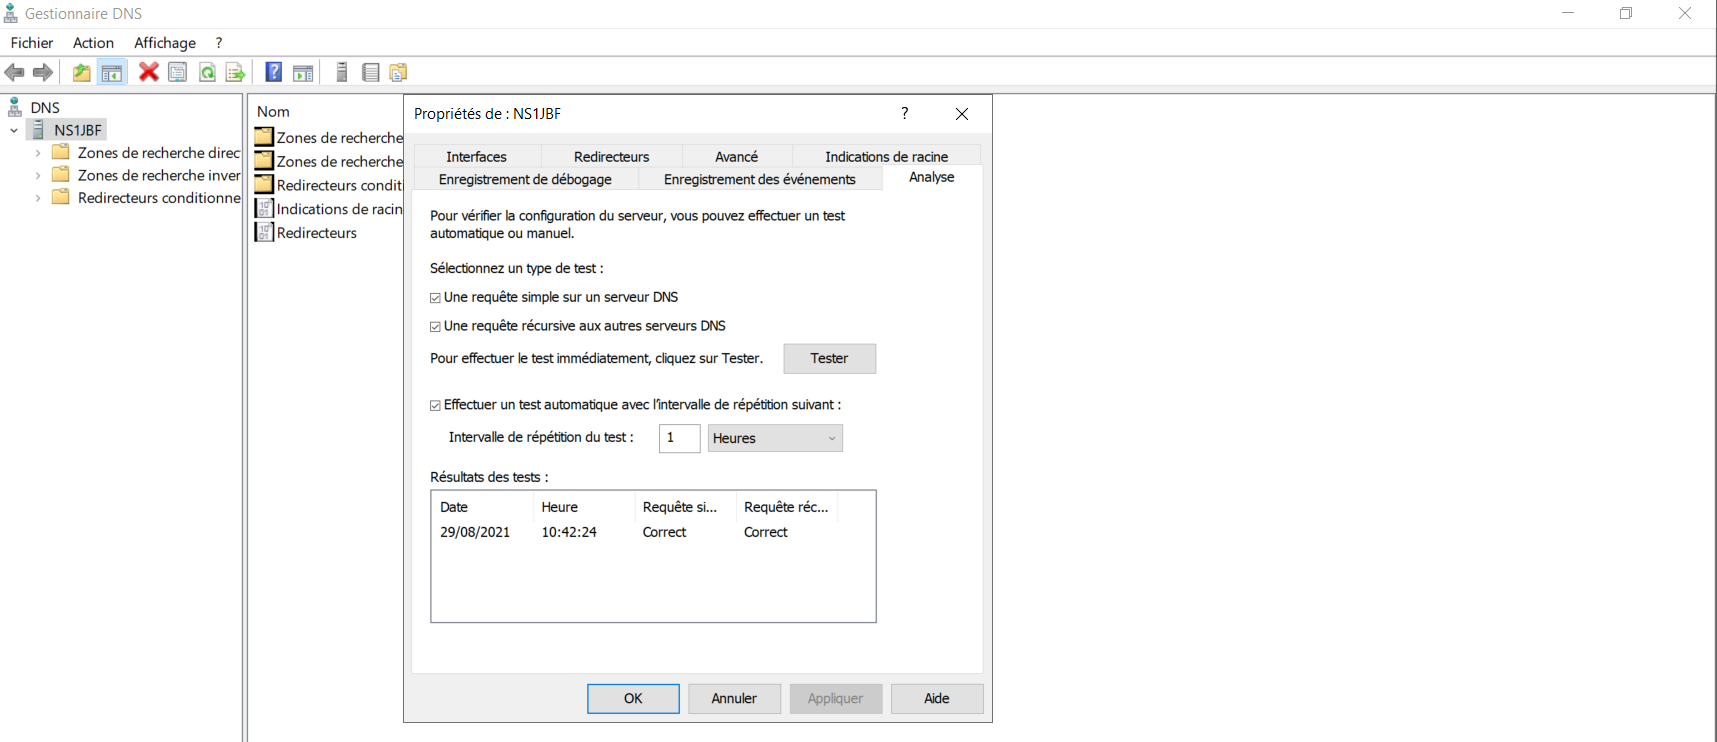 Gestionnaire DNS
Fichier Action Affichage ?
DNS
NS1JBF
Zones de recherche direc
Zones de recherche inver
Redirecteurs conditionne
Nom
Zones de recherche
Zones de recherche
Redirecteurs conditi
Indications de racin
Redirecteurs
Propriétés de : NS1JBF
?
Interfaces Redirecteurs Avancé Indications de racine
Enregistrement de débogage Enregistrement des événements Analyse
Pour vérifier la configuration du serveur, vous pouvez effectuer un test
automatique ou manuel.
Sélectionnez un type de test :
Une requête simple sur un serveur DNS
Une requête récursive aux autres serveurs DNS
Pour effectuer le test immédiatement, cliquez sur Tester. Tester
Effectuer un test automatique avec l'intervalle de répétition suivant :
Intervalle de répétition du test : 1 Heures
Résultats des tests :
Date Heure Requête si... Requête réc...
29/08/2021 10:42:24 Correct Correct
OK Annuler Appliquer Aide